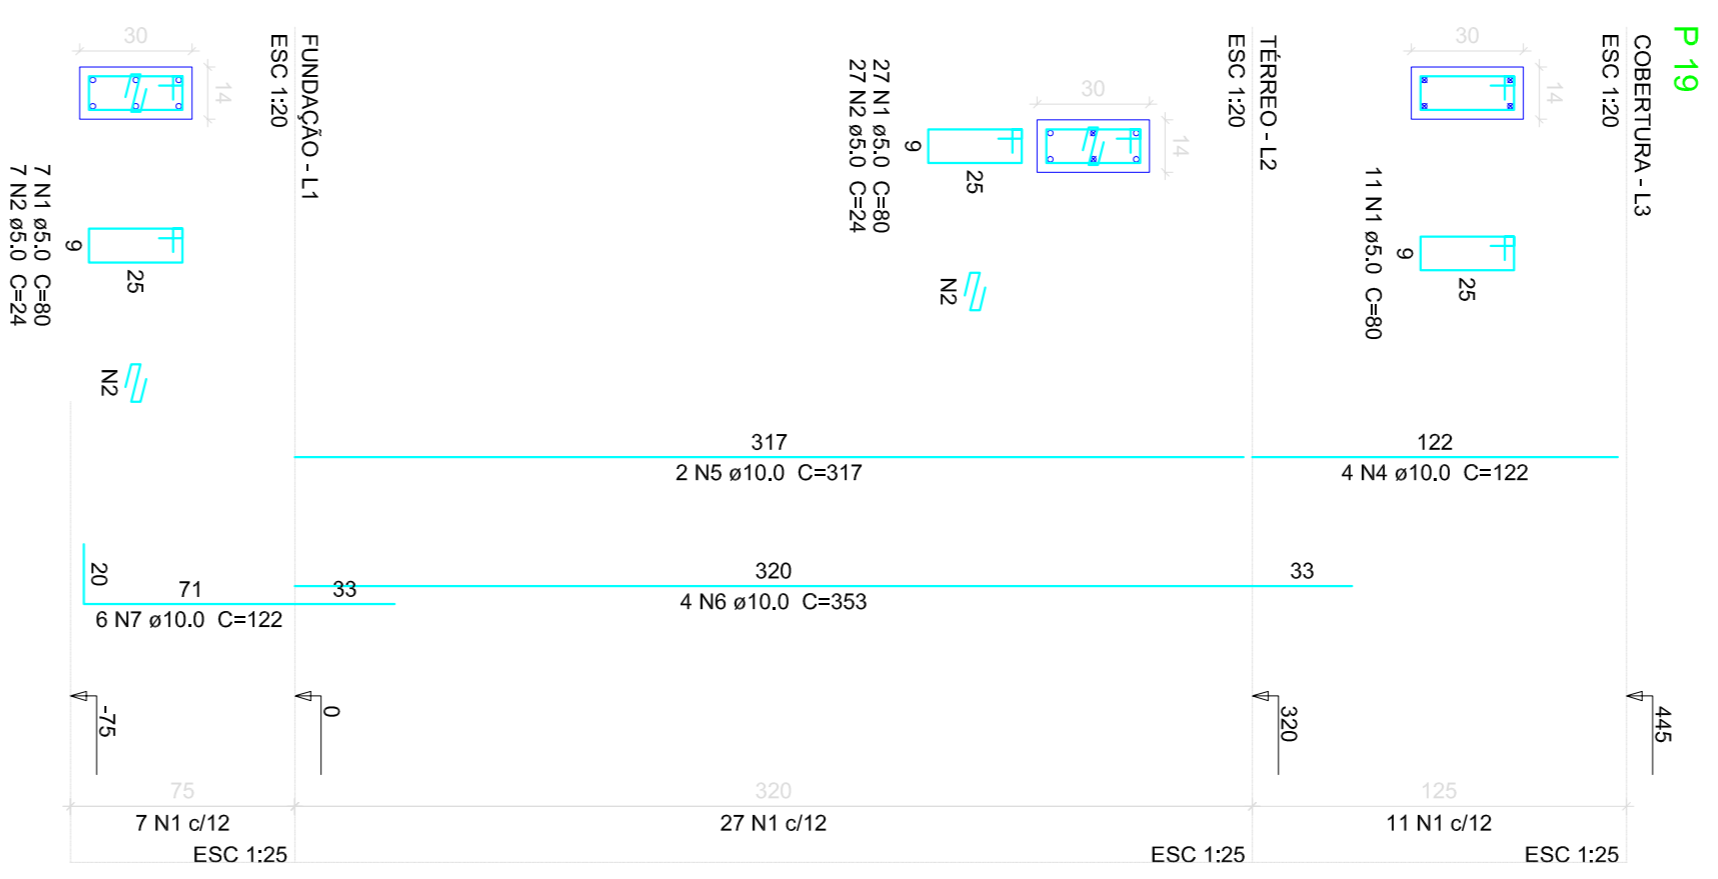 P 19
COBERTURA - L3
ESC 1:20
30
14
11 N1 ø5.0 C=80
9
25
TÉRREO - L2
ESC 1:20
30
14
27 N1 ø5.0 C=80
27 N2 ø5.0 C=24
9
25
N2
FUNDAÇÃO - L1
ESC 1:20
30
14
7 N1 ø5.0 C=80
7 N2 ø5.0 C=24
9
25
N2
317
2 N5 ø10.0 C=317
122
4 N4 ø10.0 C=122
20
71
33
6 N7 ø10.0 C=122
320
33
4 N6 ø10.0 C=353
-75
0
320
445
75
320
125
7 N1 c/12
27 N1 c/12
11 N1 c/12
ESC 1:25
ESC 1:25
ESC 1:25